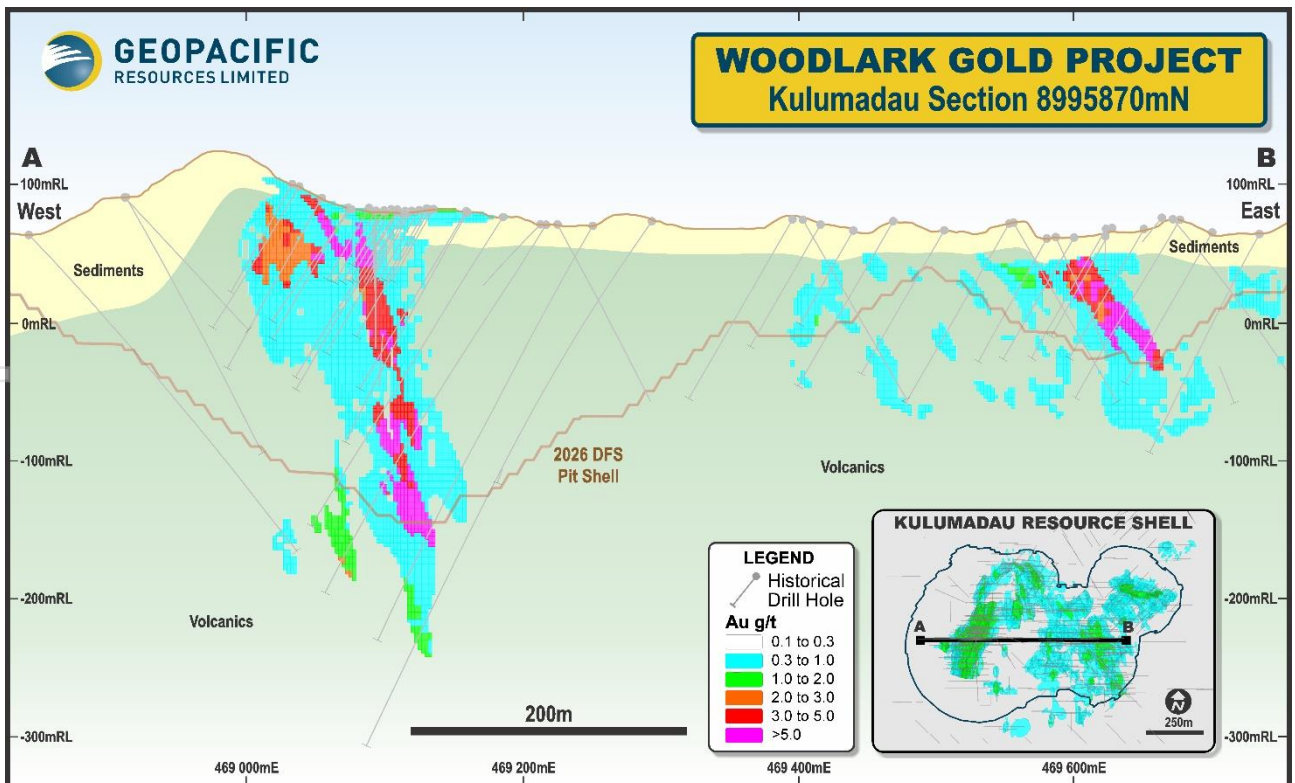 GEOPACIFIC
RESOURCES LIMITED
WOODLARK GOLD PROJECT
Kulumadau Section 8995870mN
A
B
100mRL
100mRL
West
East
Sediments
Sediments
0mRL
0mRL
2026 DFS
Pit Shell
Volcanics
-100mRL
-100mRL
KULUMADAU RESOURCE SHELL
A
B
N
250m
LEGEND
Historical
Drill Hole
Au g/t
0.1 to 0.3
0.3 to 1.0
1.0 to 2.0
2.0 to 3.0
3.0 to 5.0
>5.0
-200mRL
-200mRL
Volcanics
200m
-300mRL
-300mRL
469 000mE
469 200mE
469 400mE
469 600mE